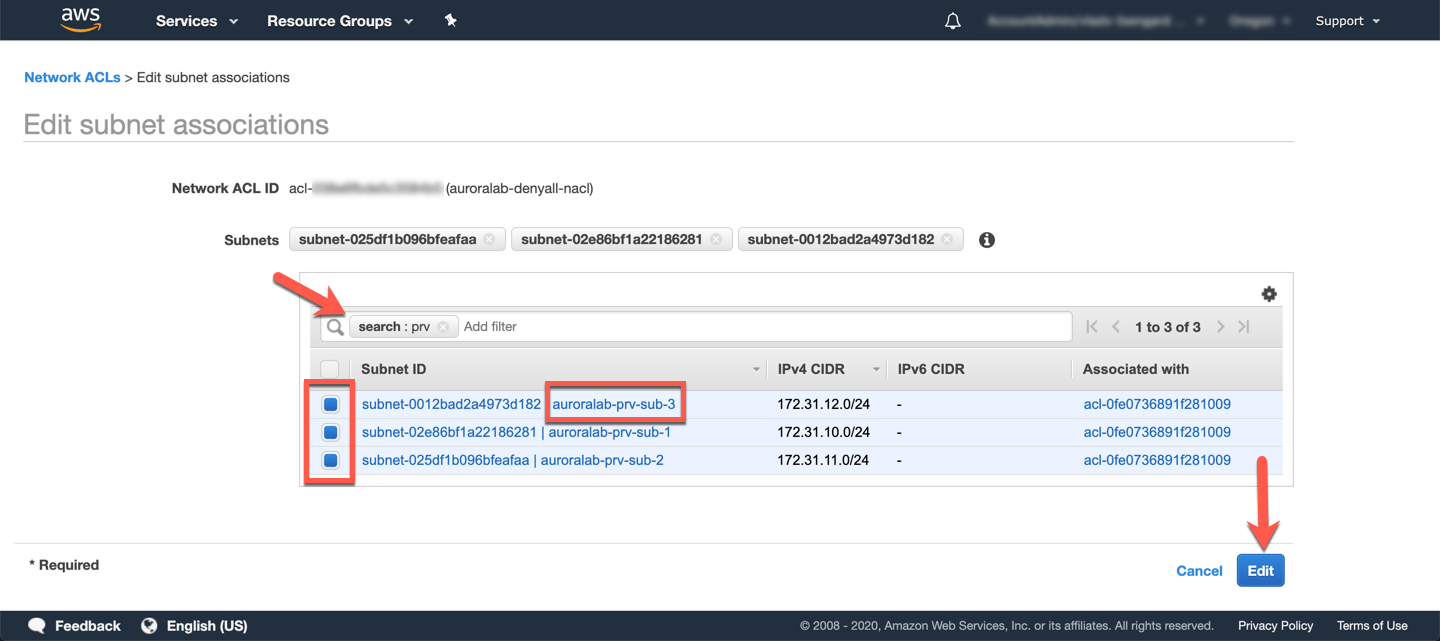 aws Services Resource Groups Support
Network ACLs > Edit subnet associations
Edit subnet associations
Network ACL ID acl- (auroralab-denyall-nacl)
Subnets subnet-025df1b096bfeafaa subnet-02e86bf1a22186281 subnet-0012bad2a4973d182
search : prv Add filter 1 to 3 of 3
Subnet ID IPv4 CIDR IPv6 CIDR Associated with
subnet-0012bad2a4973d182 auroralab-prv-sub-3 172.31.12.0/24 - acl-0fe0736891f281009
subnet-02e86bf1a22186281 | auroralab-prv-sub-1 172.31.10.0/24 - acl-0fe0736891f281009
subnet-025df1b096bfeafaa | auroralab-prv-sub-2 172.31.11.0/24 - acl-0fe0736891f281009
* Required
Cancel Edit
Feedback English (US) © 2008 - 2020, Amazon Web Services, Inc. or its affiliates. All rights reserved. Privacy Policy Terms of Use